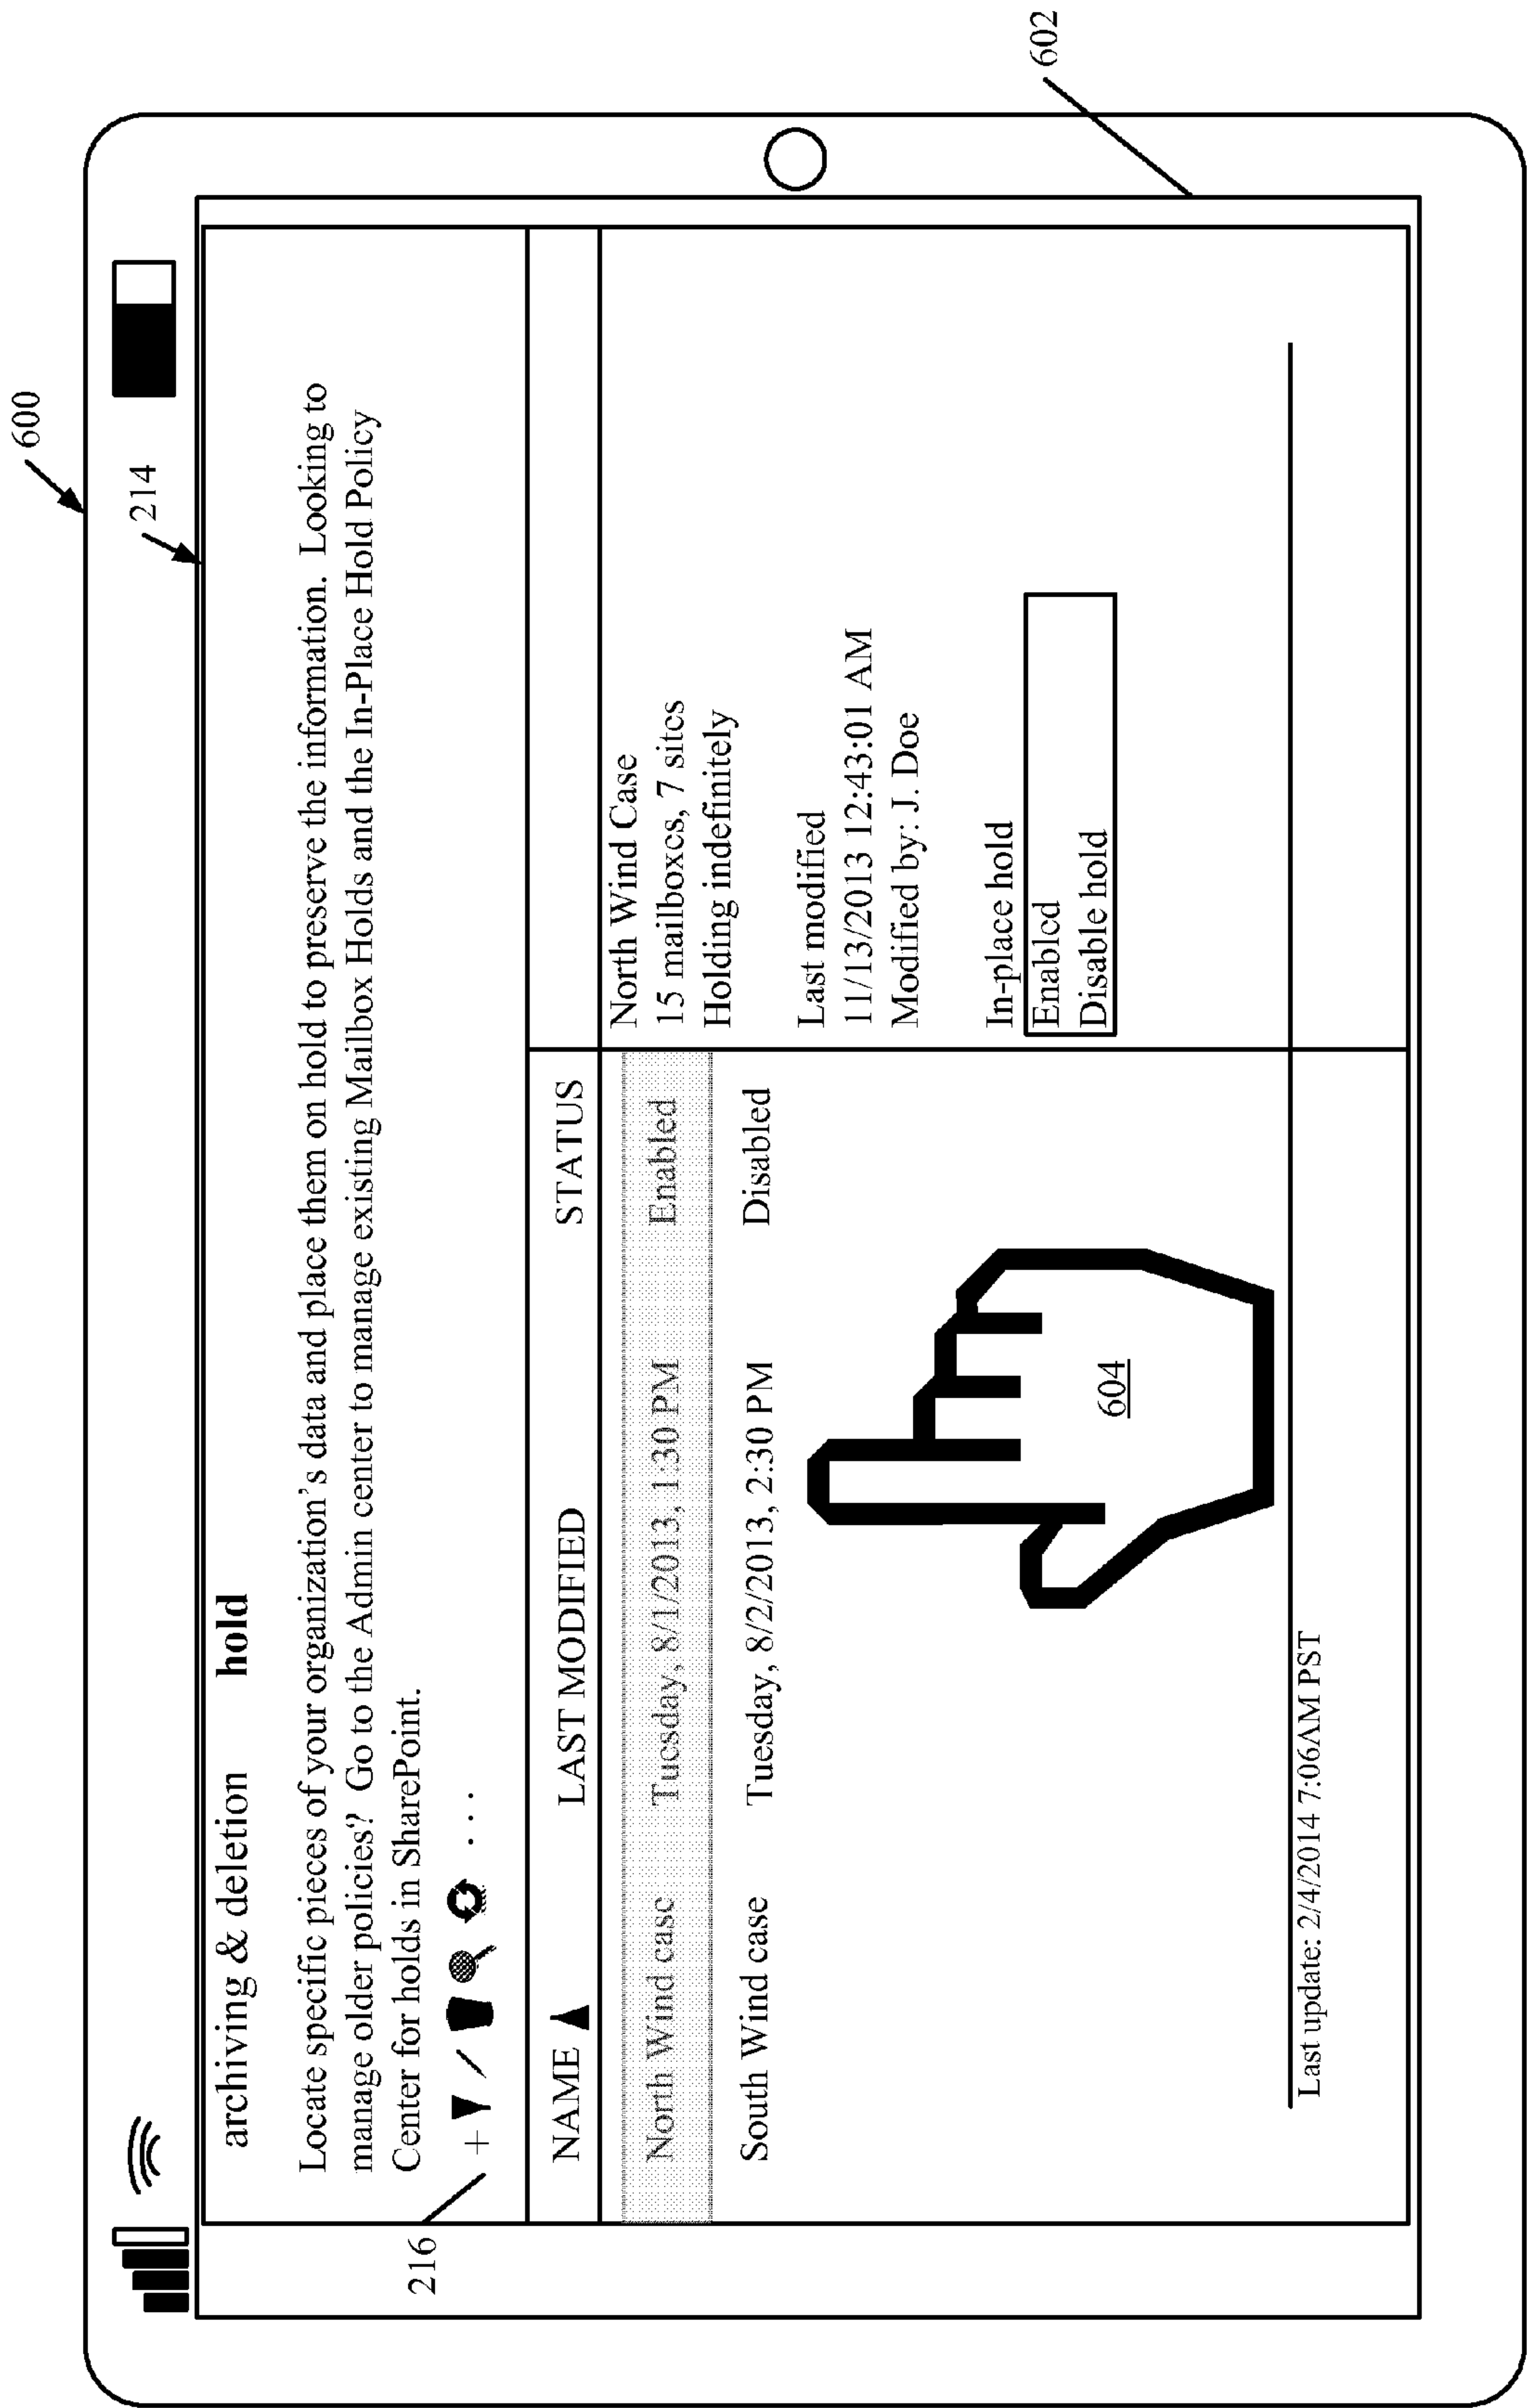 600
214
archiving & deletion hold
Locate specific pieces of your organization's data and place them on hold to preserve the information. Looking to
manage older policies? Go to the Admin center to manage existing Mailbox Holds and the In-Place Hold Policy
Center for holds in SharePoint.
216
+ ...
NAME LAST MODIFIED STATUS
North Wind case Tuesday, 8/1/2013, 1:30 PM Enabled
South Wind case Tuesday, 8/2/2013, 2:30 PM Disabled
North Wind Case
15 mailboxes, 7 sites
Holding indefinitely
Last modified
11/13/2013 12:43:01 AM
Modified by: J. Doe
In-place hold
Enabled
Disable hold
604
Last update: 2/4/2014 7:06AM PST
602